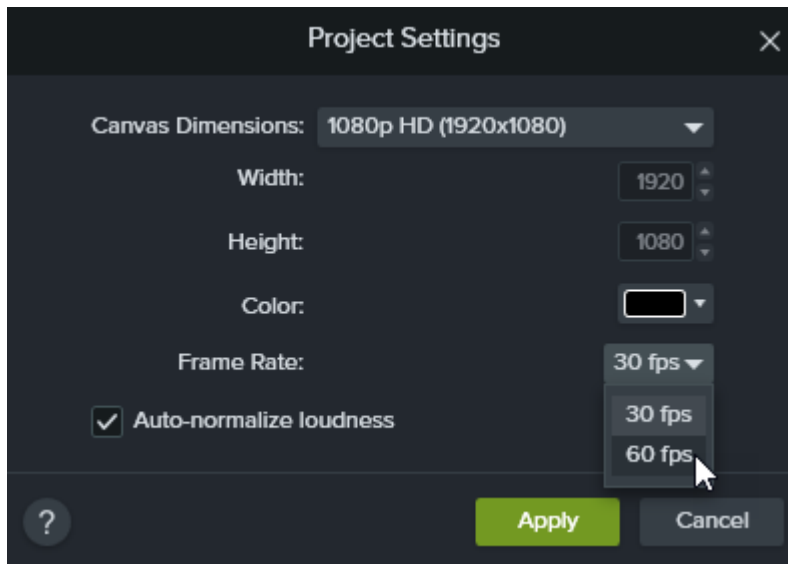 Project Settings
Canvas Dimensions: 1080p HD (1920x1080)
Width: 1920
Height: 1080
Color:
Frame Rate: 30 fps
30 fps
60 fps
Auto-normalize loudness
? Apply Cancel